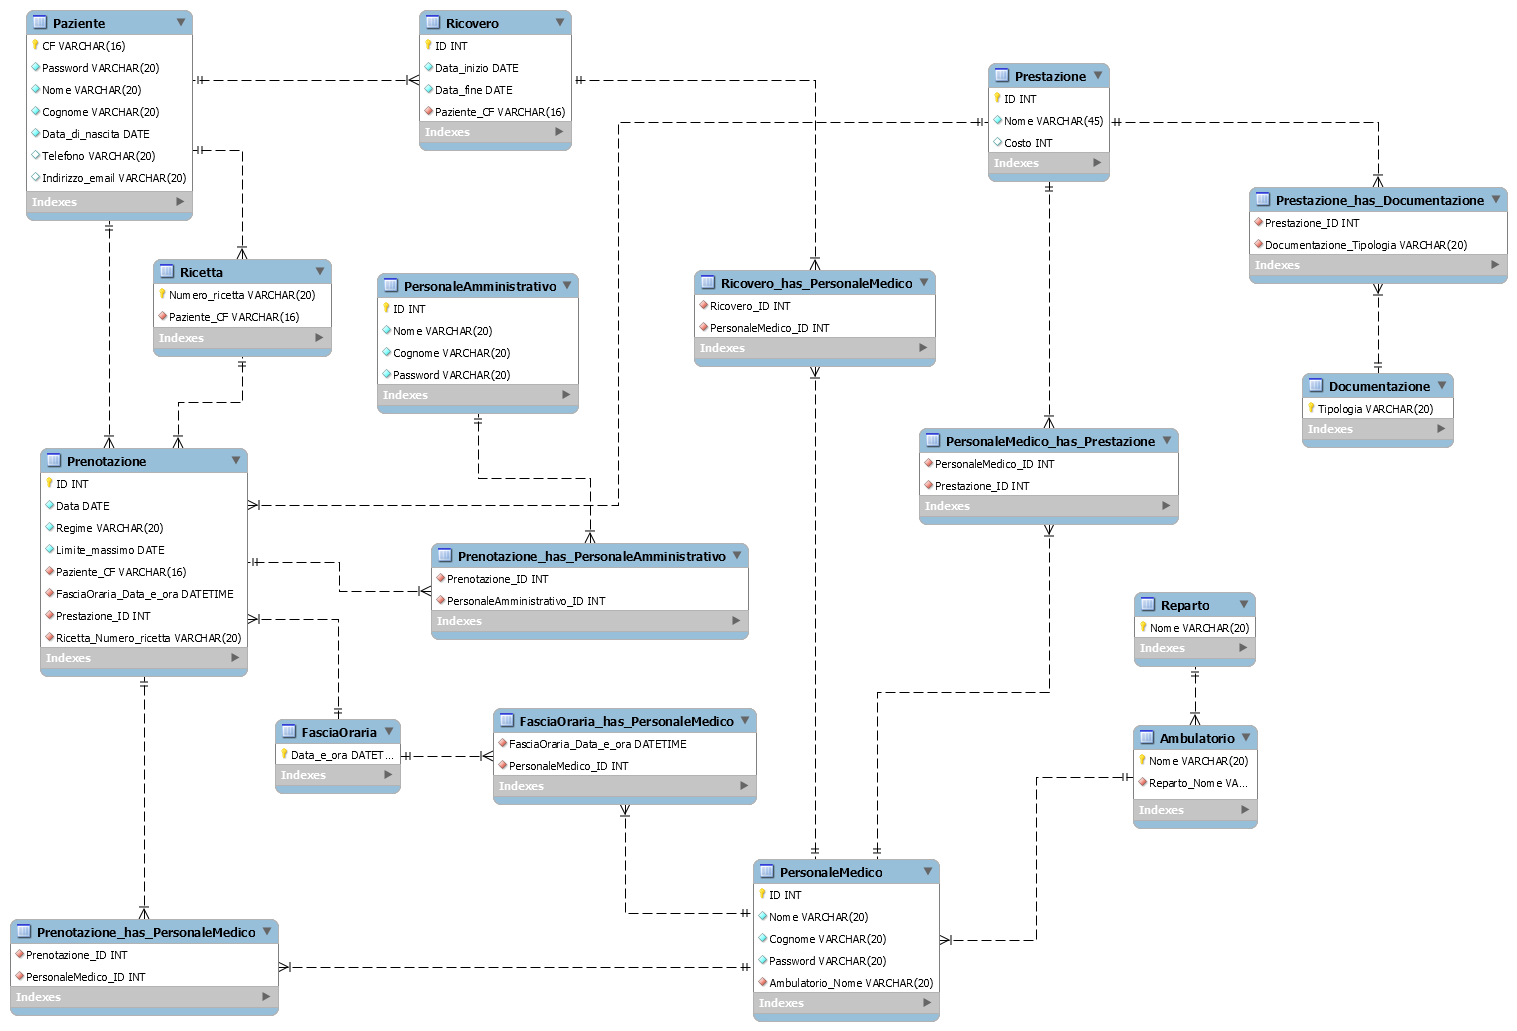 Paziente
CF VARCHAR(16)
Password VARCHAR(20)
Nome VARCHAR(20)
Cognome VARCHAR(20)
Data_di_nascita DATE
Telefono VARCHAR(20)
Indirizzo_email VARCHAR(20)
Indexes
Ricovero
ID INT
Data_inizio DATE
Data_fine DATE
Paziente_CF VARCHAR(16)
Indexes
Prestazione
ID INT
Nome VARCHAR(45)
Costo INT
Indexes
Prestazione_has_Documentazione
Prestazione_ID INT
Documentazione_Tipologia VARCHAR(20)
Indexes
Ricetta
Numero_ricetta VARCHAR(20)
Paziente_CF VARCHAR(16)
Indexes
PersonaleAmministrativo
ID INT
Nome VARCHAR(20)
Cognome VARCHAR(20)
Password VARCHAR(20)
Indexes
Ricovero_has_PersonaleMedico
Ricovero_ID INT
PersonaleMedico_ID INT
Indexes
Documentazione
Tipologia VARCHAR(20)
Indexes
PersonaleMedico_has_Prestazione
PersonaleMedico_ID INT
Prestazione_ID INT
Indexes
Prenotazione
ID INT
Data DATE
Regime VARCHAR(20)
Limite_massimo DATE
Paziente_CF VARCHAR(16)
FasciaOraria_Data_e_ora DATETIME
Prestazione_ID INT
Ricetta_Numero_ricetta VARCHAR(20)
Indexes
Prenotazione_has_PersonaleAmministrativo
Prenotazione_ID INT
PersonaleAmministrativo_ID INT
Indexes
Reparto
Nome VARCHAR(20)
Indexes
FasciaOraria
Data_e_ora DATET...
Indexes
FasciaOraria_has_PersonaleMedico
FasciaOraria_Data_e_ora DATETIME
PersonaleMedico_ID INT
Indexes
Ambulatorio
Nome VARCHAR(20)
Reparto_Nome VA...
Indexes
PersonaleMedico
ID INT
Nome VARCHAR(20)
Cognome VARCHAR(20)
Password VARCHAR(20)
Ambulatorio_Nome VARCHAR(20)
Indexes
Prenotazione_has_PersonaleMedico
Prenotazione_ID INT
PersonaleMedico_ID INT
Indexes